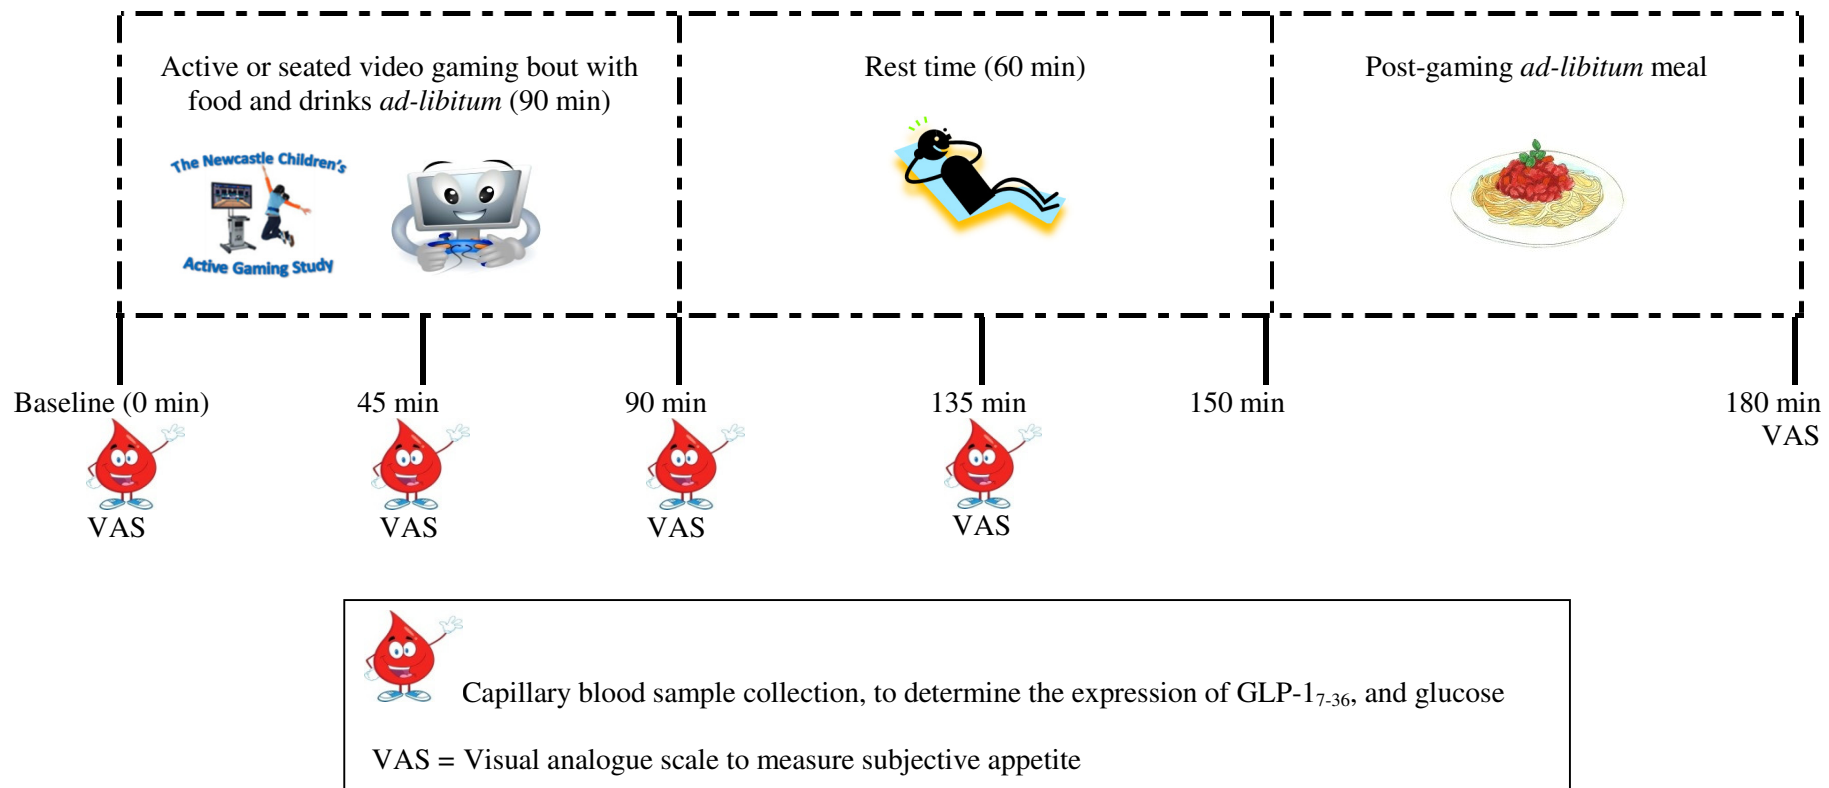 Active or seated video gaming bout with
food and drinks ad-libitum (90 min)
Rest time (60 min)
Post-gaming ad-libitum meal
The Newcastle Children's
Active Gaming Study
Baseline (0 min)
45 min
90 min
135 min
150 min
180 min
VAS
VAS
VAS
VAS
VAS
Capillary blood sample collection, to determine the expression of GLP-1₇₋₃₆, and glucose
VAS = Visual analogue scale to measure subjective appetite